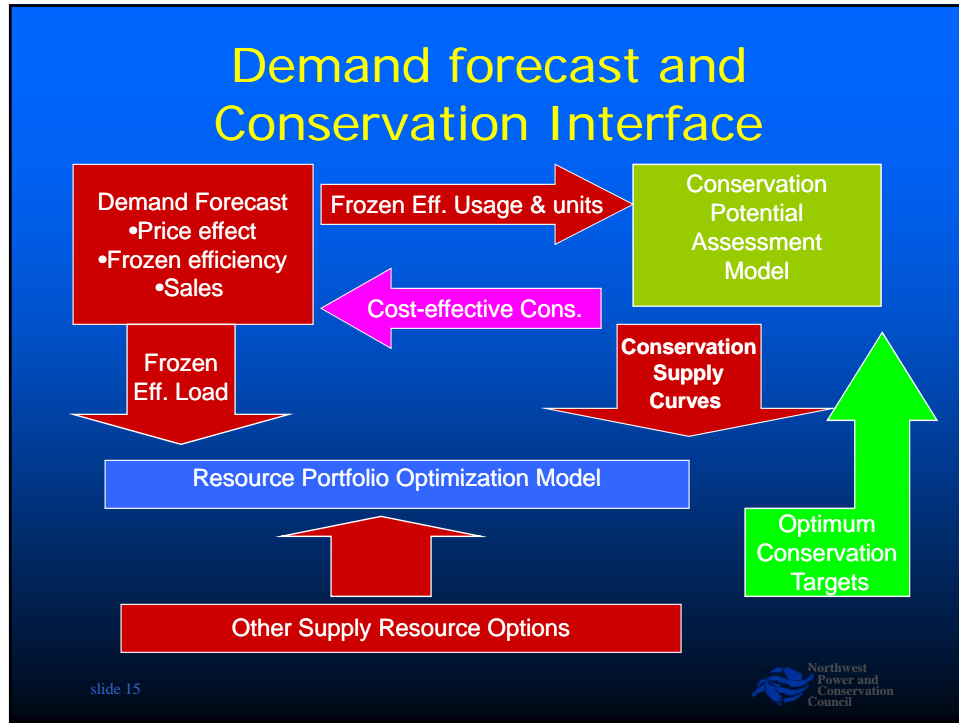 Demand forecast and
Conservation Interface
Demand Forecast
•Price effect
•Frozen efficiency
•Sales
Frozen Eff. Usage & units
Conservation
Potential
Assessment
Model
Cost-effective Cons.
Frozen
Eff. Load
Conservation
Supply
Curves
Resource Portfolio Optimization Model
Optimum
Conservation
Targets
Other Supply Resource Options
slide 15
Northwest
Power and
Conservation
Council